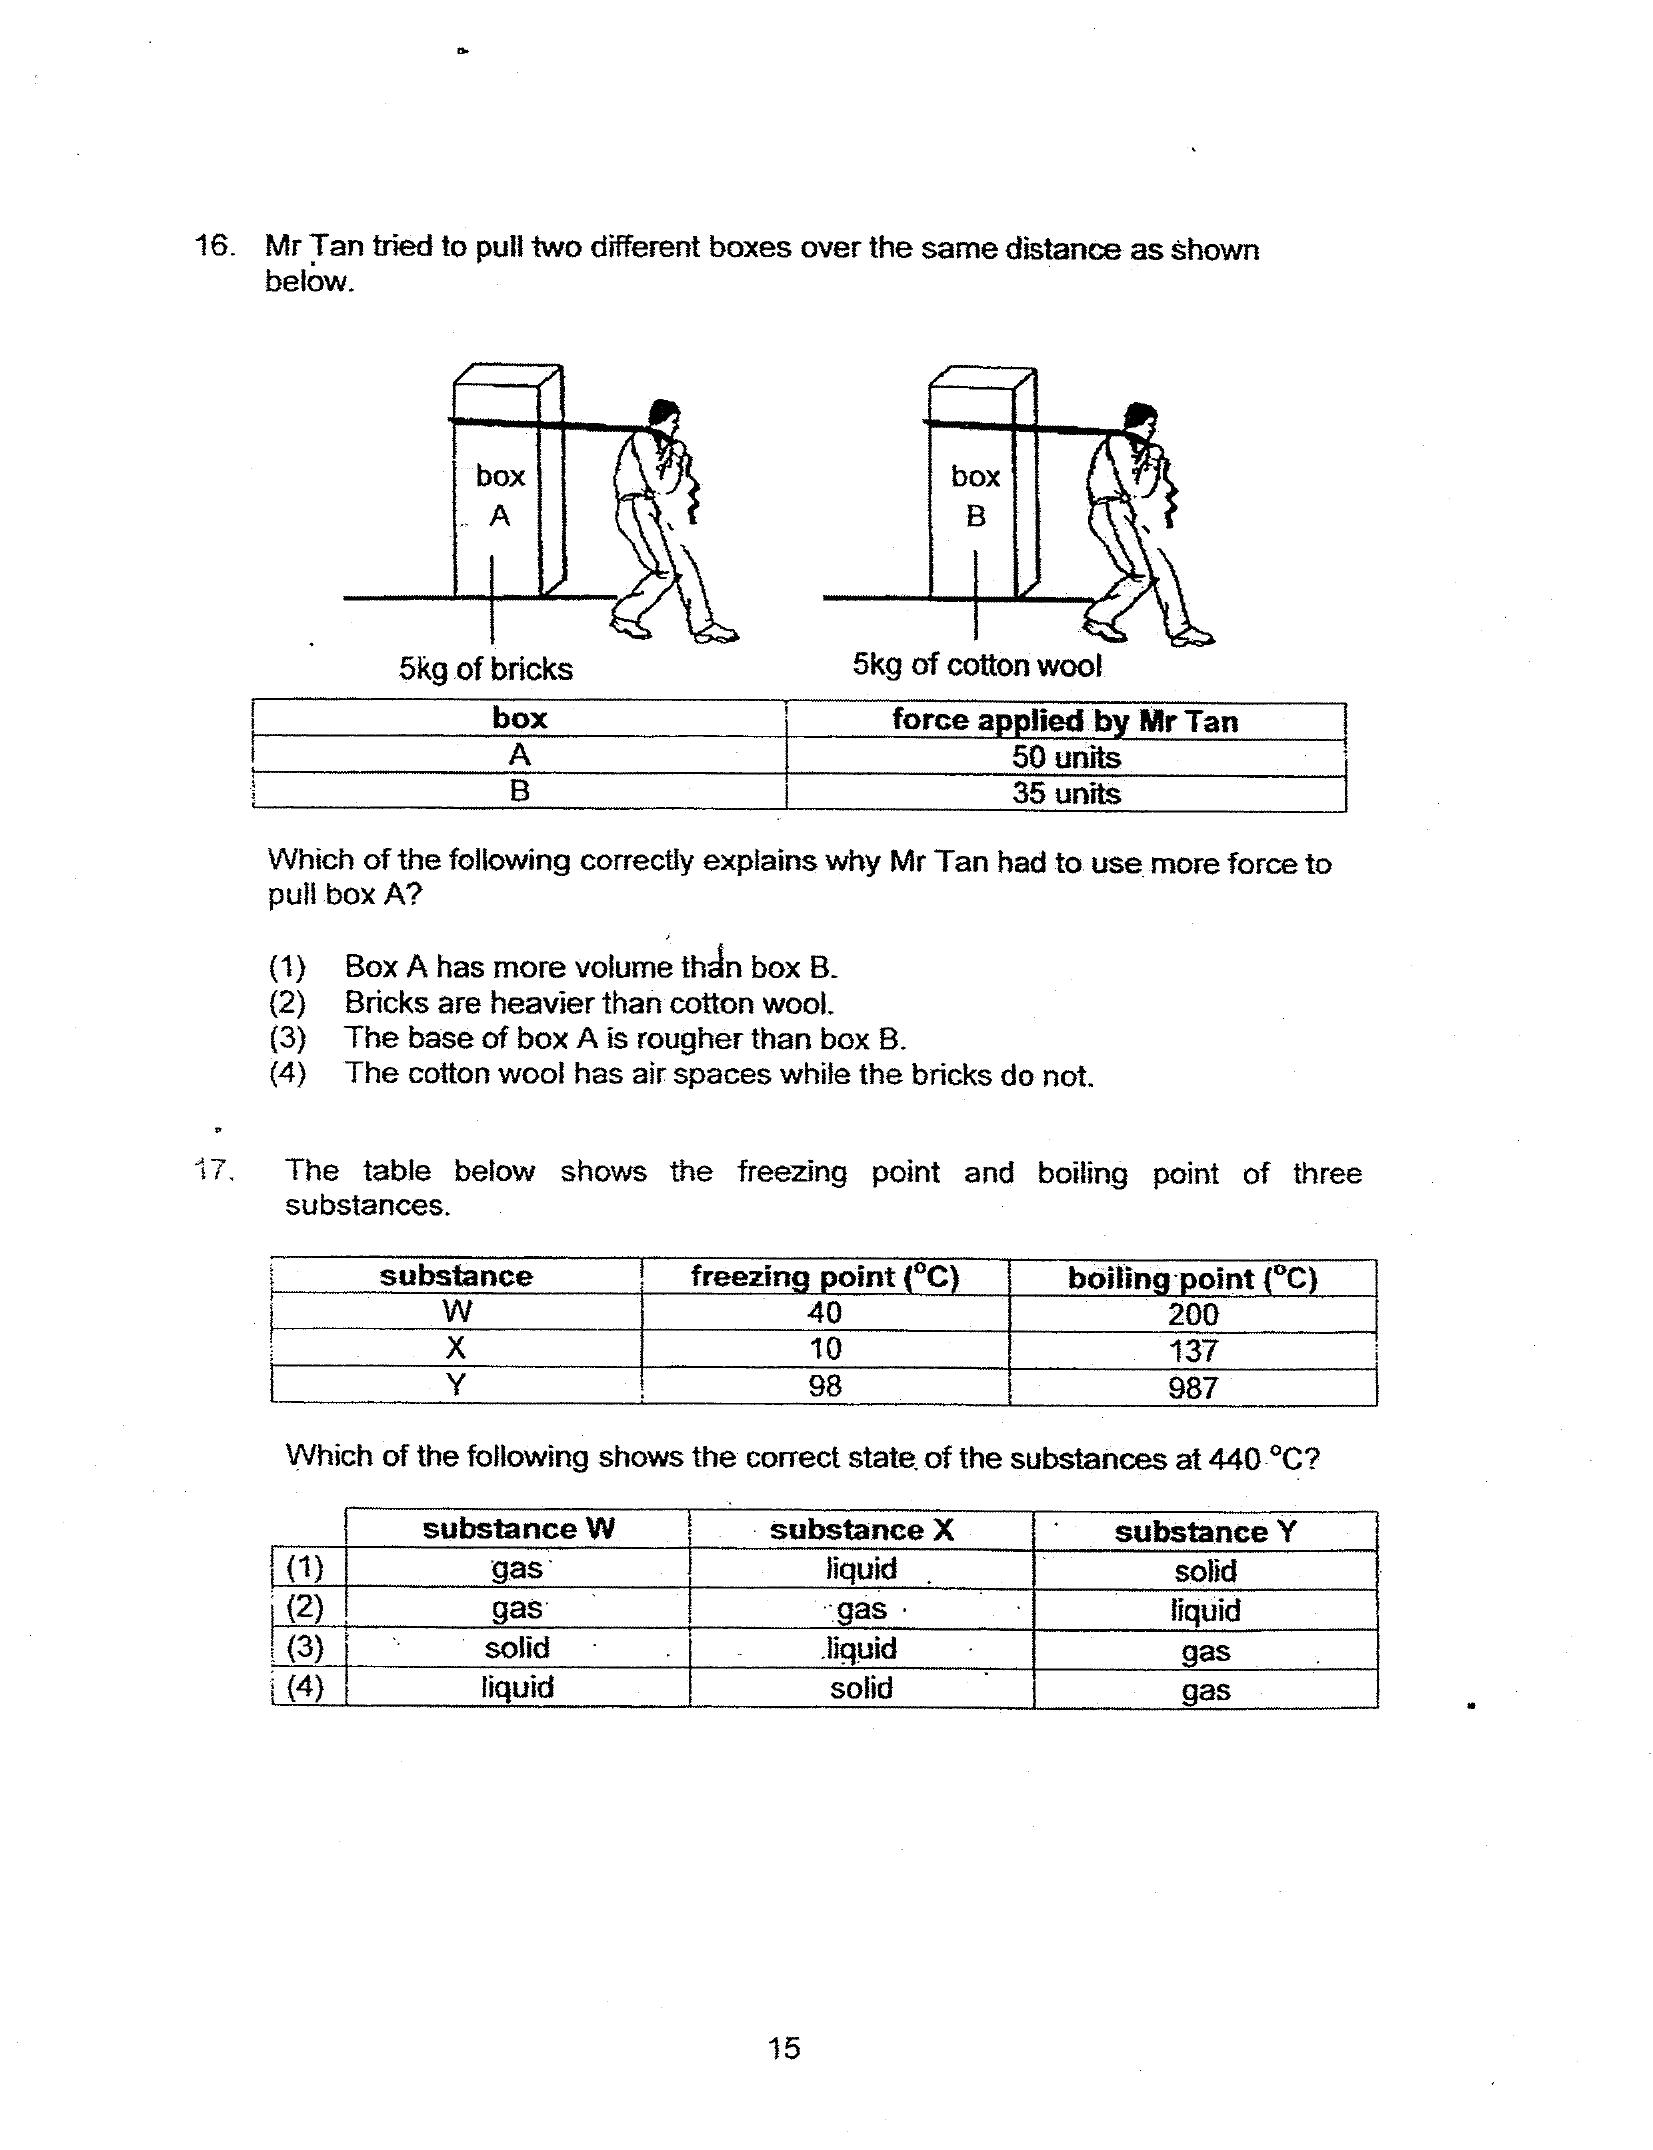 16. Mr Tan tried to pull two different boxes over the same distance as shown
below.
box
A
box
B
5kg of bricks
5kg of cotton wool
box force applied by Mr Tan
A 50 units
B 35 units
Which of the following correctly explains why Mr Tan had to use more force to
pull box A?
(1) Box A has more volume than box B.
(2) Bricks are heavier than cotton wool.
(3) The base of box A is rougher than box B.
(4) The cotton wool has air spaces while the bricks do not.
17. The table below shows the freezing point and boiling point of three
substances.
substance freezing point (°C) boiling point (°C)
W 40 200
X 10 137
Y 98 987
Which of the following shows the correct state of the substances at 440 °C?
substance W substance X substance Y
(1) gas liquid solid
(2) gas gas liquid
(3) solid liquid gas
(4) liquid solid gas
15